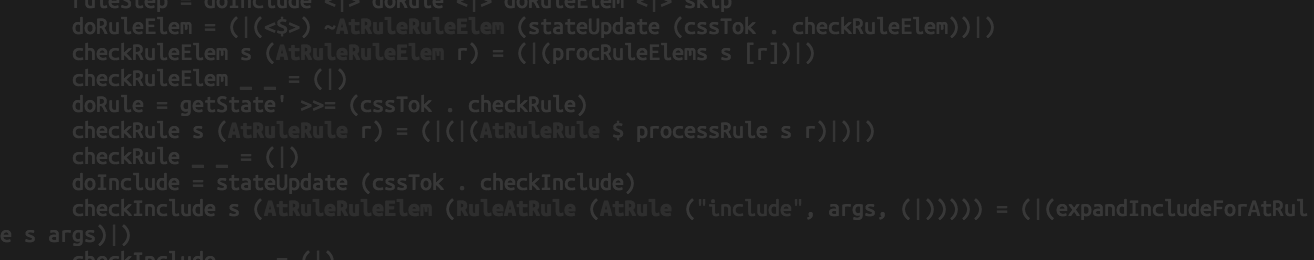 ruleStep = doInclude <|> doRule <|> doRuleElem <|> skip
doRuleElem = (|(<$>) ~AtRuleRuleElem (stateUpdate (cssTok . checkRuleElem))|)
checkRuleElem s (AtRuleRuleElem r) = (|(procRuleElems s [r])|)
checkRuleElem _ _ = (|)
doRule = getState' >>= (cssTok . checkRule)
checkRule s (AtRuleRule r) = (|(|(AtRuleRule $ processRule s r)|)|)
checkRule _ _ = (|)
doInclude = stateUpdate (cssTok . checkInclude)
checkInclude s (AtRuleRuleElem (RuleAtRule (AtRule ("include", args, (|))))) = (|(expandIncludeForAtRul
e s args)|)
checkInclude _ _ = (|)